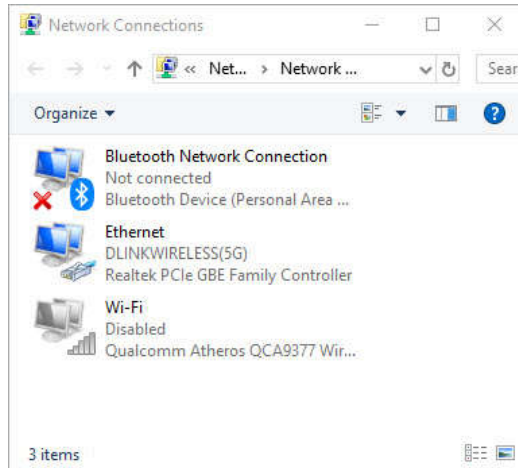 Network Connections
« Net... › Network ...
Sear
Organize
Bluetooth Network Connection
Not connected
Bluetooth Device (Personal Area ...
Ethernet
DLINKWIRELESS(5G)
Realtek PCIe GBE Family Controller
Wi-Fi
Disabled
Qualcomm Atheros QCA9377 Wir...
3 items